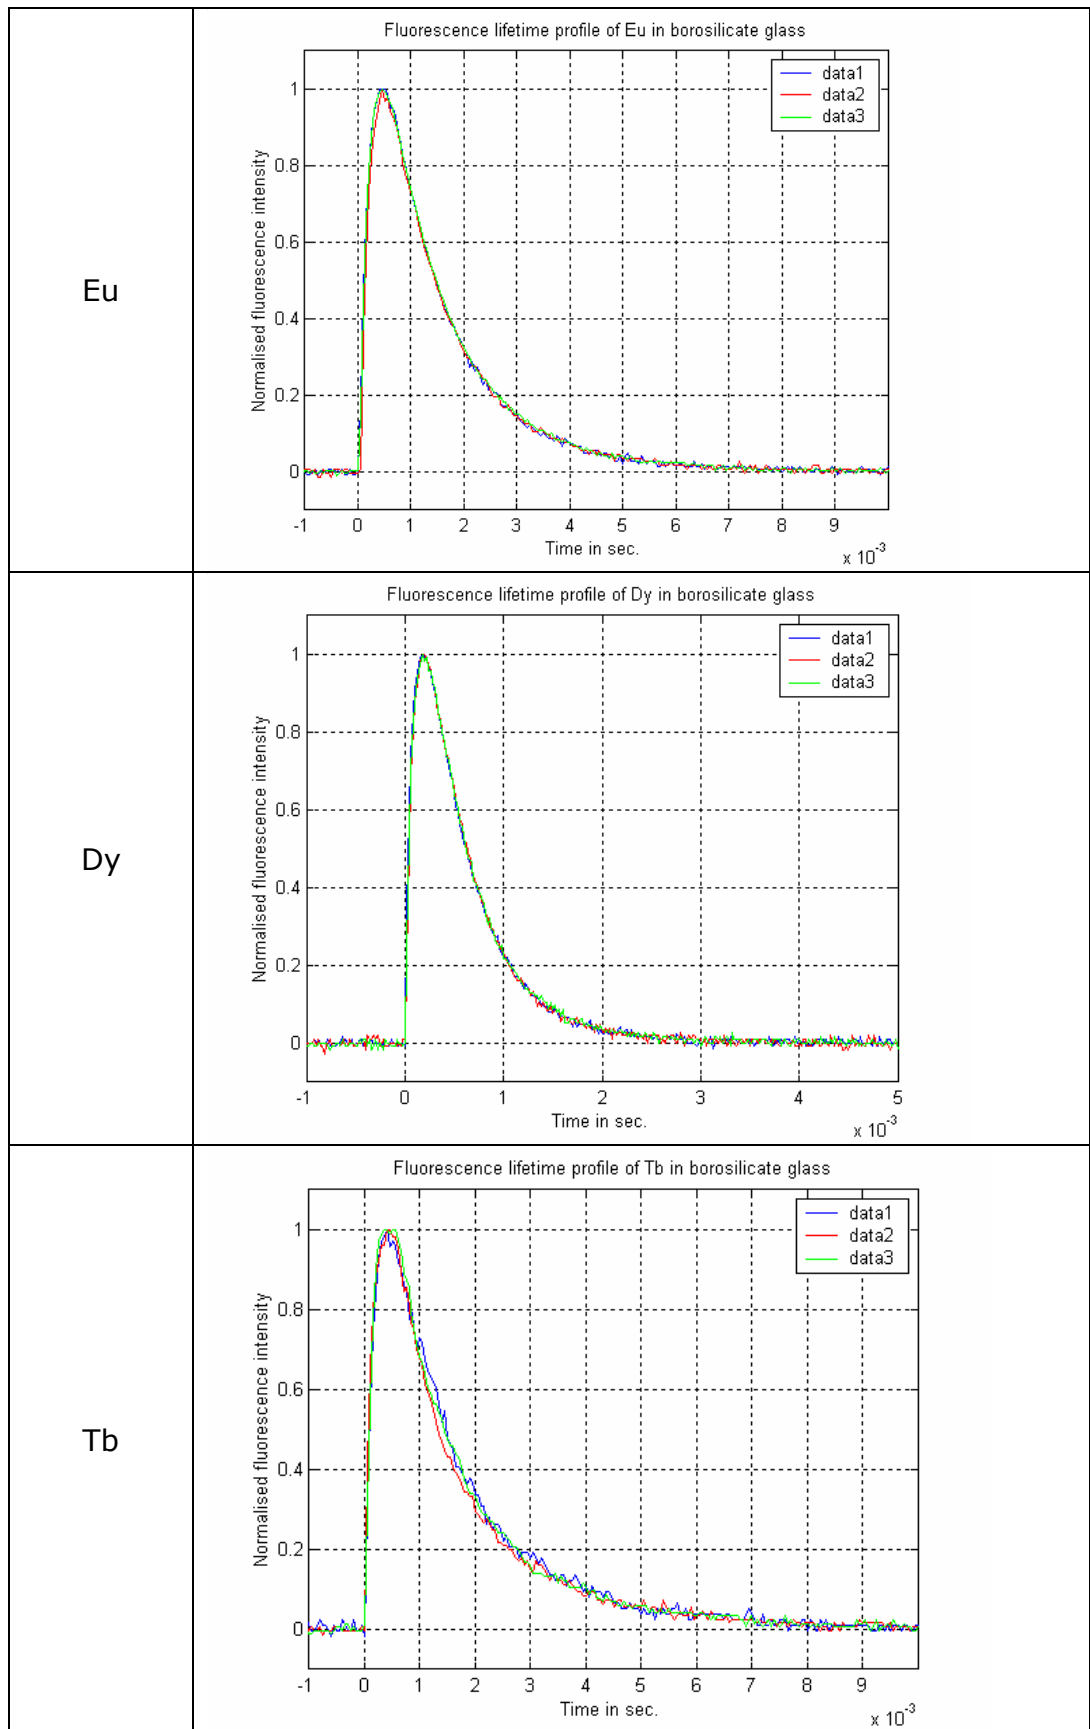 Eu
Fluorescence lifetime profile of Eu in borosilicate glass
data1
data2
data3
Normalised fluorescence intensity
1
0.8
0.6
0.4
0.2
0
-1 0 1 2 3 4 5 6 7 8 9
Time in sec.
x 10^-3
Dy
Fluorescence lifetime profile of Dy in borosilicate glass
data1
data2
data3
Normalised fluorescence intensity
1
0.8
0.6
0.4
0.2
0
-1 0 1 2 3 4 5
Time in sec.
x 10^-3
Tb
Fluorescence lifetime profile of Tb in borosilicate glass
data1
data2
data3
Normalised fluorescence intensity
1
0.8
0.6
0.4
0.2
0
-1 0 1 2 3 4 5 6 7 8 9
Time in sec.
x 10^-3